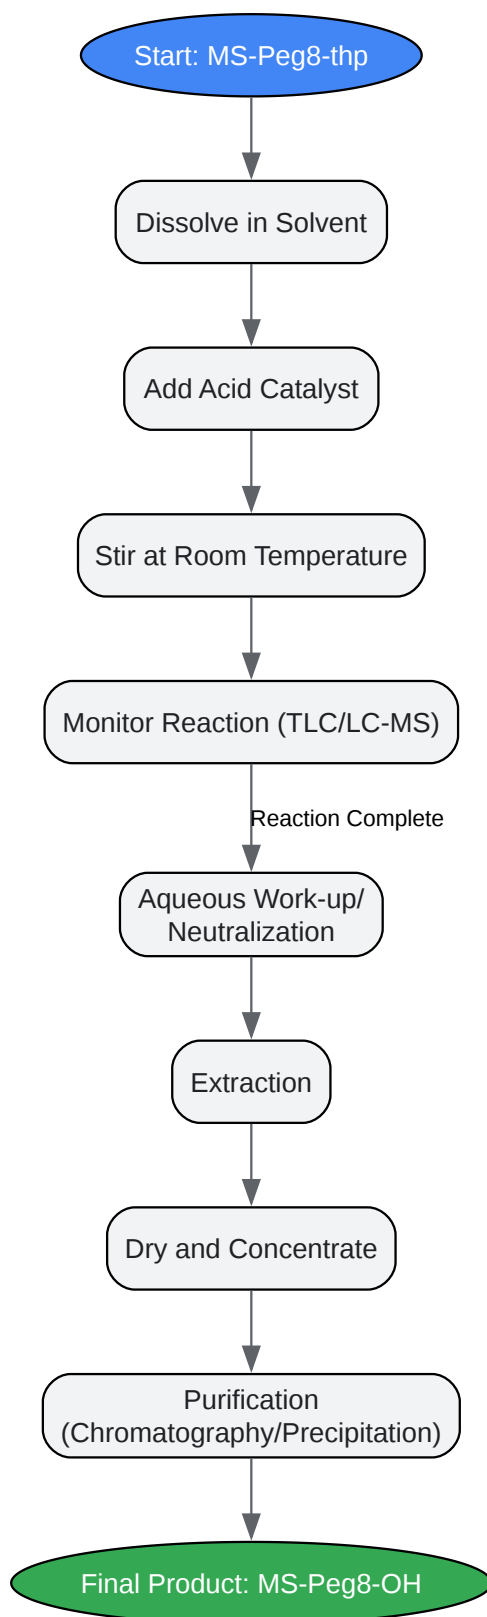 Start: MS-Peg8-thp
Dissolve in Solvent
Add Acid Catalyst
Stir at Room Temperature
Monitor Reaction (TLC/LC-MS)
Reaction Complete
Aqueous Work-up/
Neutralization
Extraction
Dry and Concentrate
Purification
(Chromatography/Precipitation)
Final Product: MS-Peg8-OH